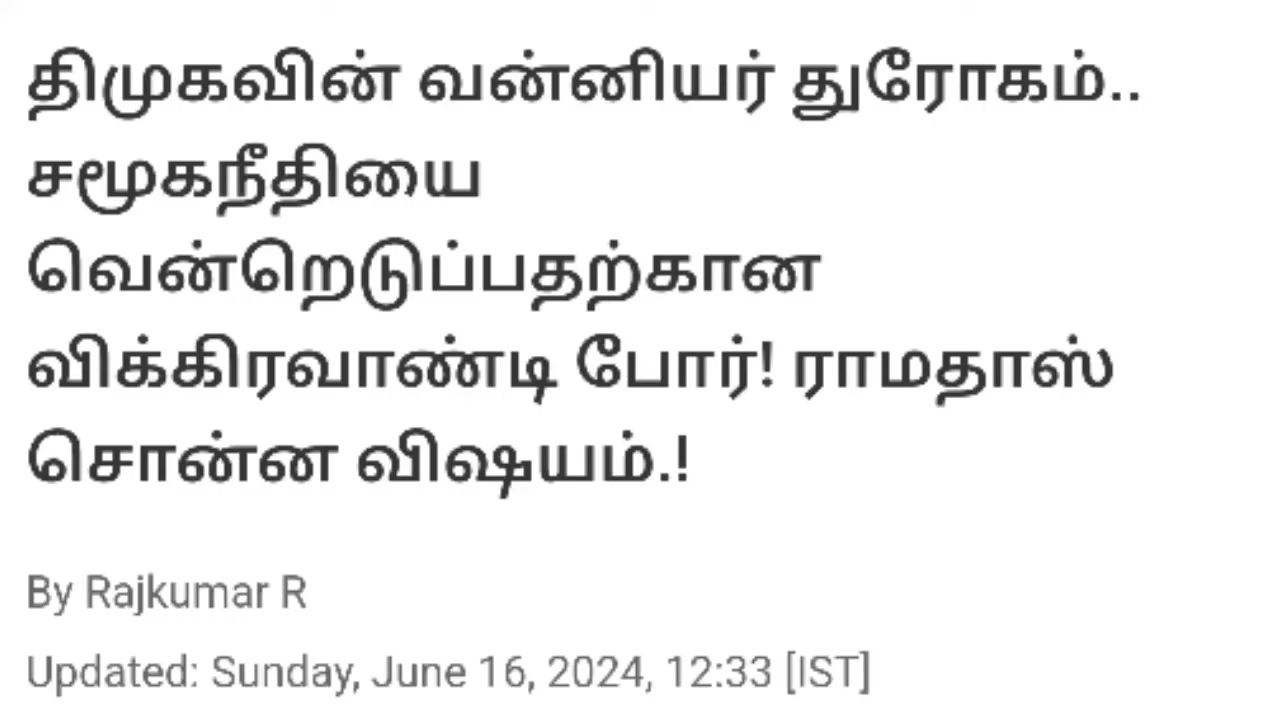 திமுகவின் வன்னியர் துரோகம்..
சமூகநீதியை
வென்றெடுப்பதற்கான
விக்கிரவாண்டி போர்! ராமதாஸ்
சொன்ன விஷயம்.!
By Rajkumar R
Updated: Sunday, June 16, 2024, 12:33 [IST]